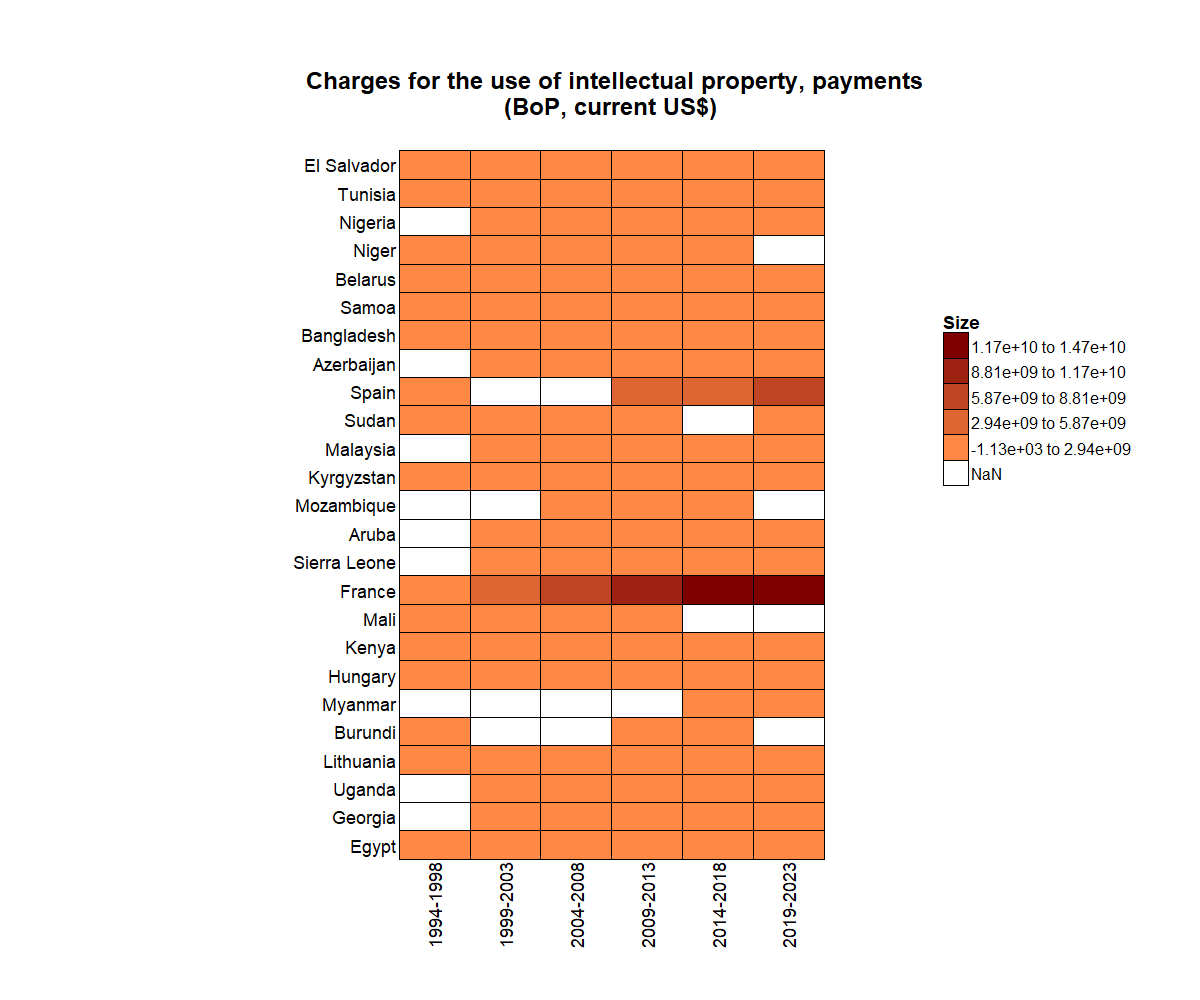 Charges for the use of intellectual property, payments
(BoP, current US$)
El Salvador
Tunisia
Nigeria
Niger
Belarus
Samoa
Bangladesh
Azerbaijan
Spain
Sudan
Malaysia
Kyrgyzstan
Mozambique
Aruba
Sierra Leone
France
Mali
Kenya
Hungary
Myanmar
Burundi
Lithuania
Uganda
Georgia
Egypt
1994-1998
1999-2003
2004-2008
2009-2013
2014-2018
2019-2023
Size
1.17e+10 to 1.47e+10
8.81e+09 to 1.17e+10
5.87e+09 to 8.81e+09
2.94e+09 to 5.87e+09
-1.13e+03 to 2.94e+09
NaN